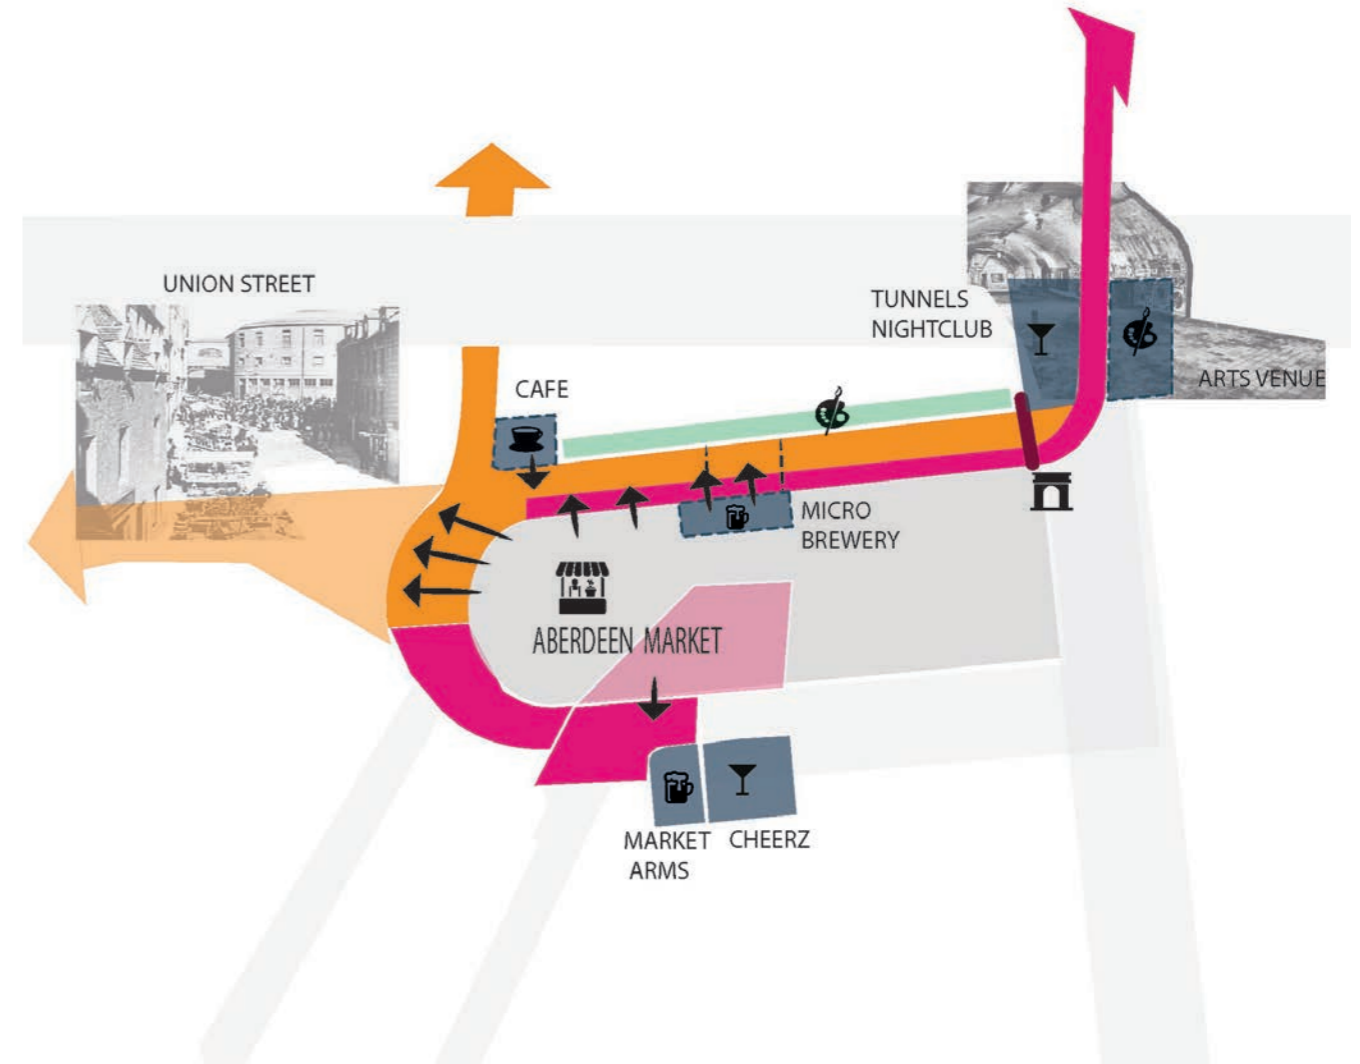 UNION STREET
TUNNELS
NIGHTCLUB
CAFE
ARTS VENUE
MICRO
BREWERY
ABERDEEN MARKET
MARKET
ARMS
CHEERZ